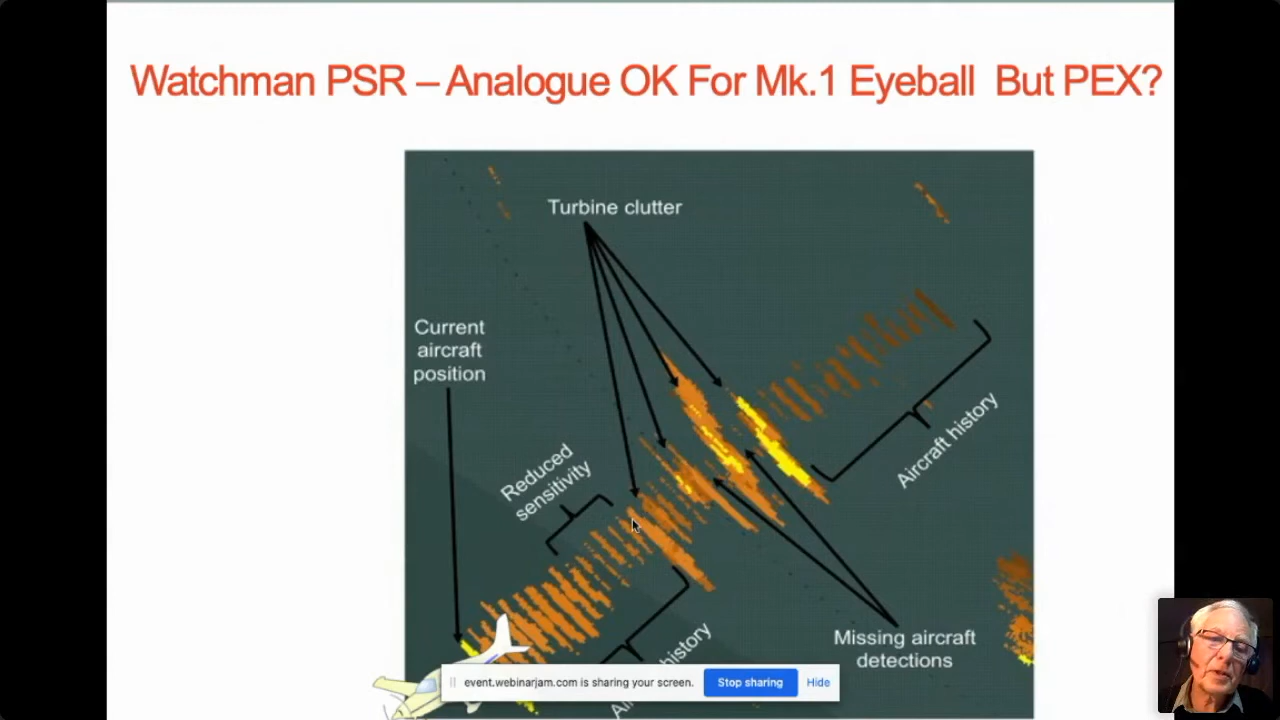 Watchman PSR – Analogue OK For Mk.1 Eyeball But PEX?
Turbine clutter
Current
aircraft
position
Reduced
sensitivity
Aircraft history
Missing aircraft
detections
history
event.webinarjam.com is sharing your screen.
Stop sharing
Hide